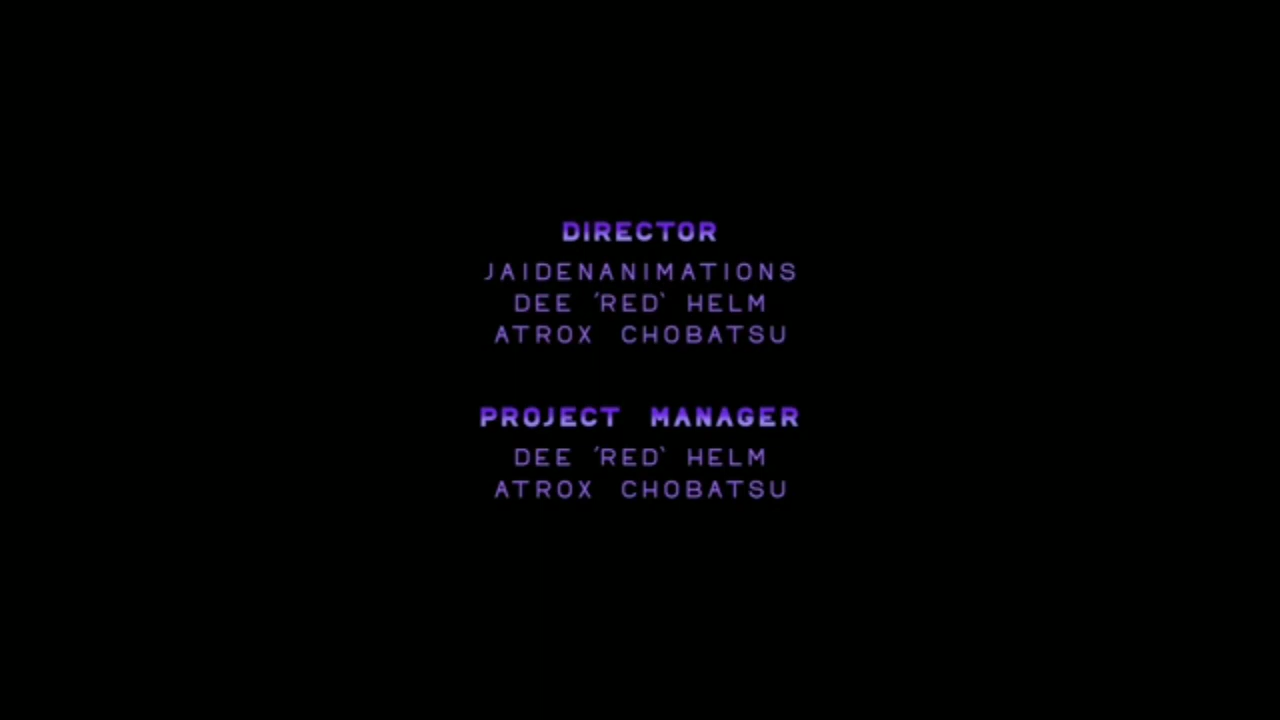 DIRECTOR
JAIDENANIMATIONS
DEE 'RED` HELM
ATROX CHOBATSU
PROJECT MANAGER
DEE 'RED` HELM
ATROX CHOBATSU